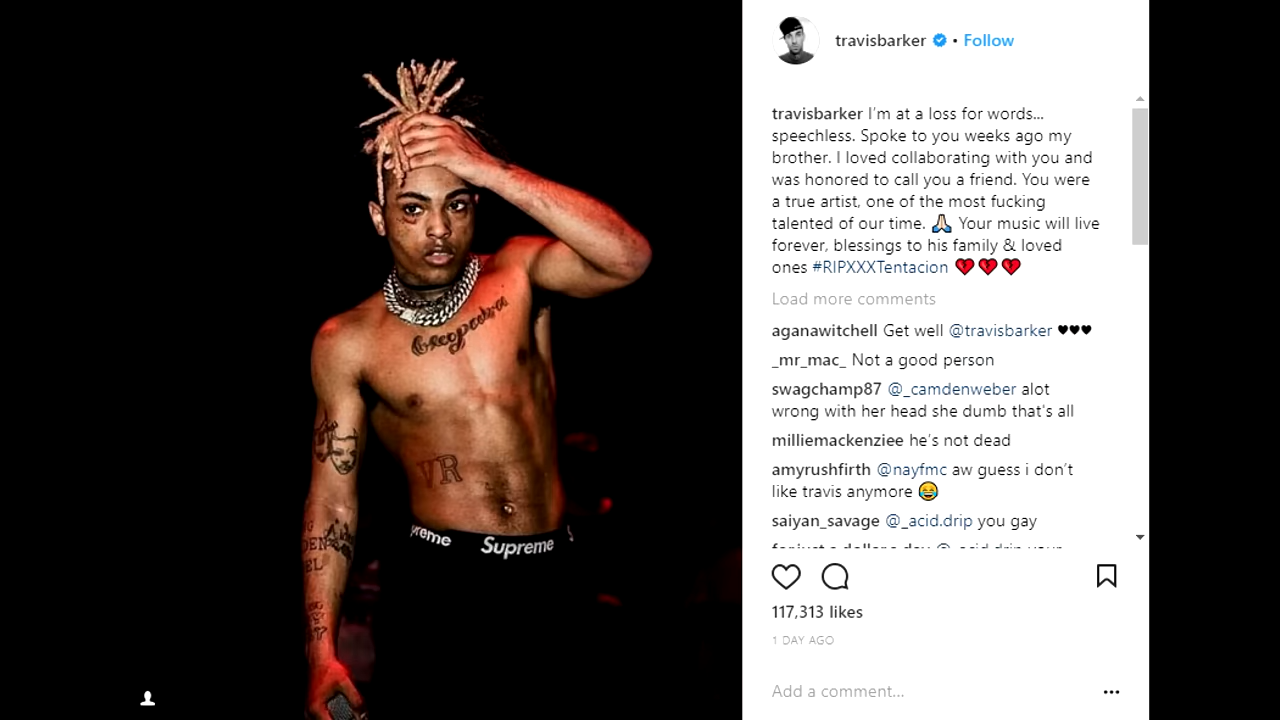 travisbarker • Follow
travisbarker I'm at a loss for words...
speechless. Spoke to you weeks ago my
brother. I loved collaborating with you and
was honored to call you a friend. You were
a true artist, one of the most fucking
talented of our time. 🙏🏻 Your music will live
forever, blessings to his family & loved
ones #RIPXXXTentacion 💔💔💔
Load more comments
aganawitchell Get well @travisbarker ♥♥♥
_mr_mac_ Not a good person
swagchamp87 @_camdenweber alot
wrong with her head she dumb that's all
milliemackenziee he's not dead
amyrushfirth @nayfmc aw guess i don't
like travis anymore 😂
saiyan_savage @_acid.drip you gay
117,313 likes
1 DAY AGO
Add a comment...
Cleopatra
VR
preme Supreme S